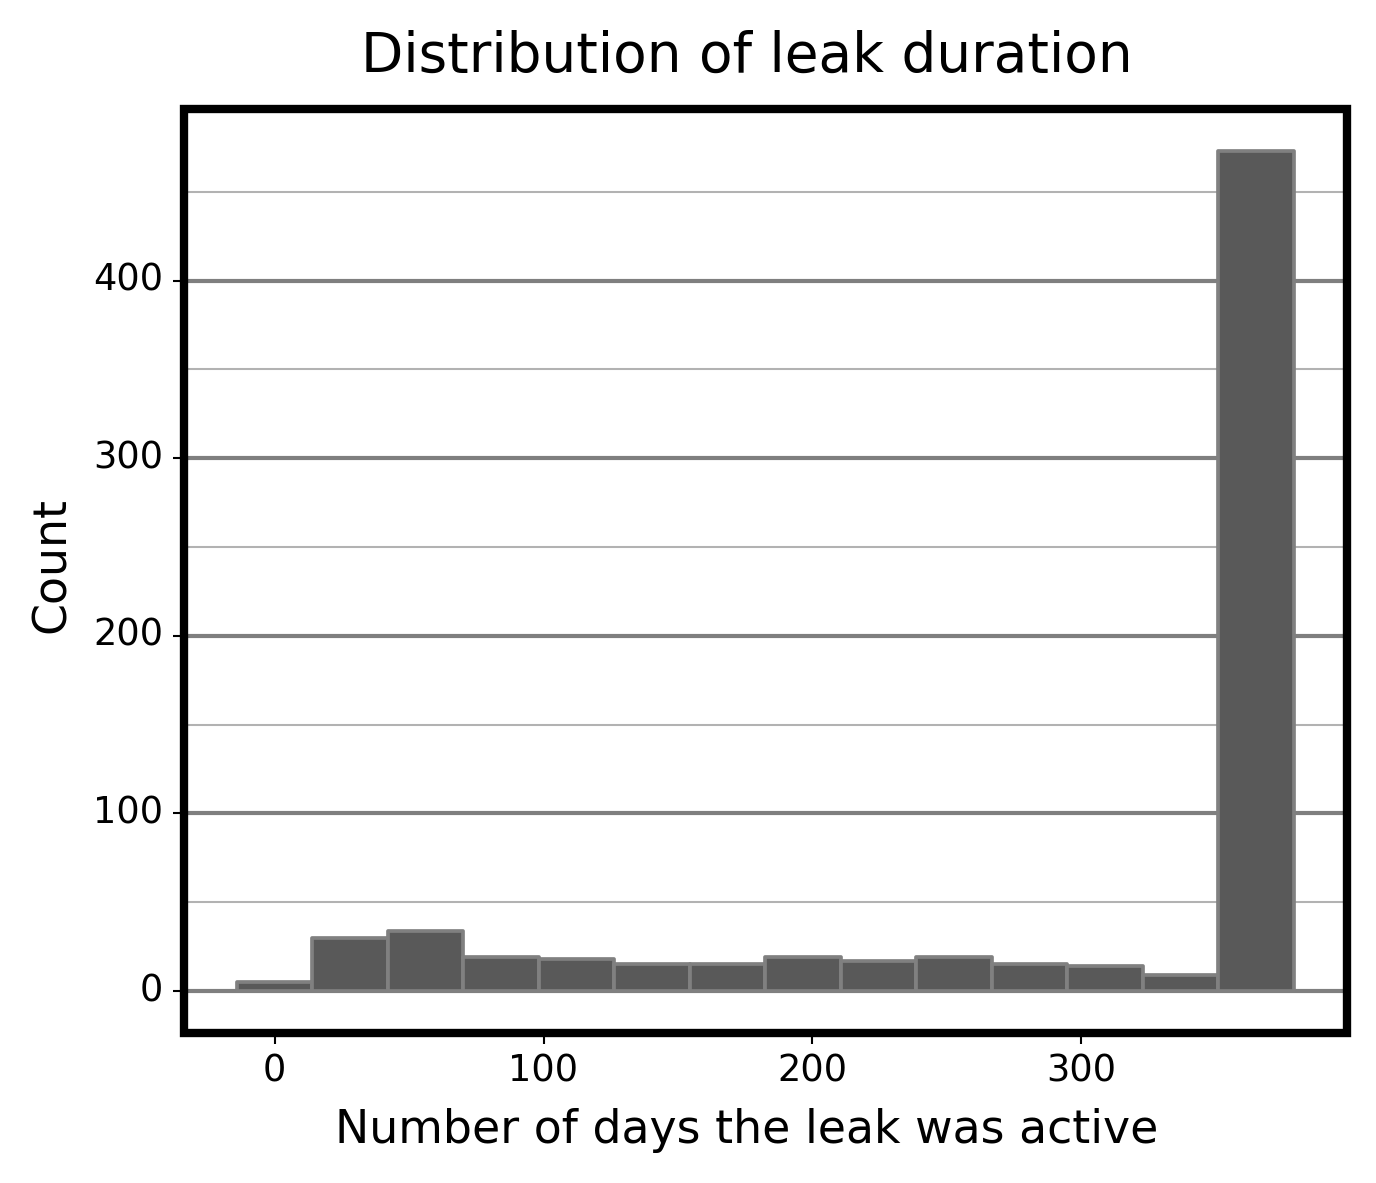 Distribution of leak duration
Count
400
300
200
100
0
0 100 200 300
Number of days the leak was active